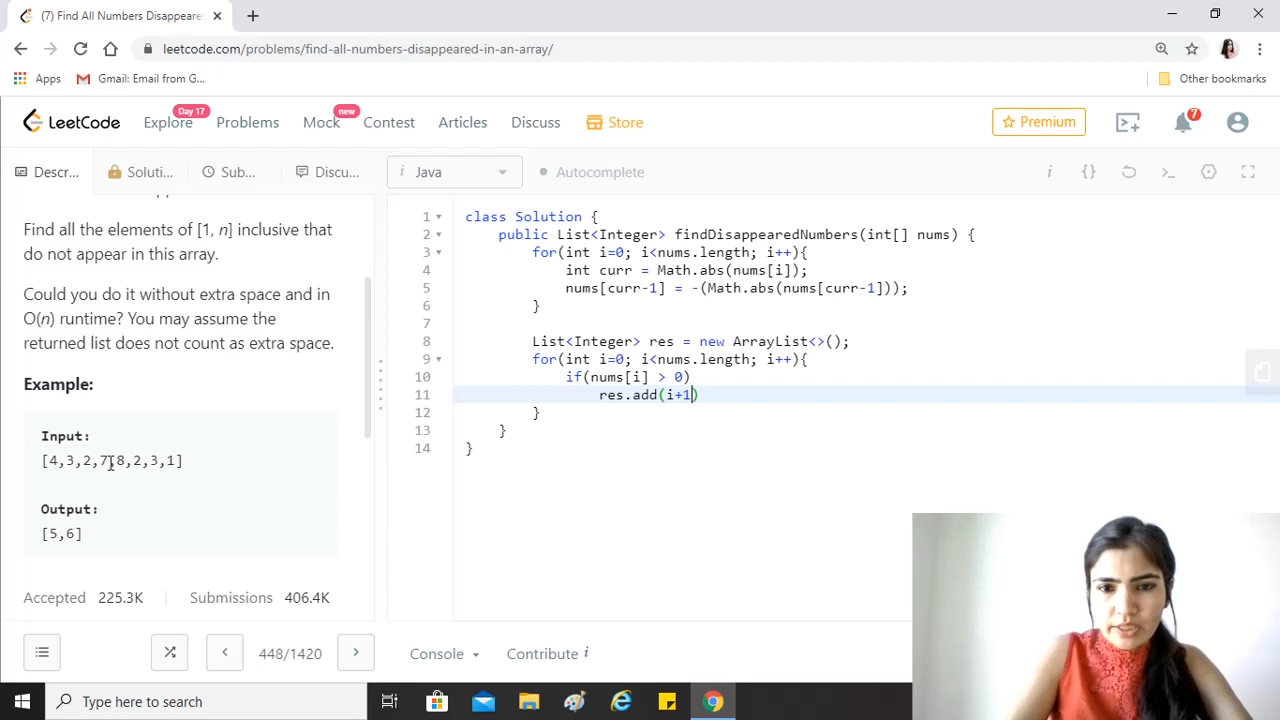 (7) Find All Numbers Disappeare
leetcode.com/problems/find-all-numbers-disappeared-in-an-array/
Apps
Gmail: Email from G...
Other bookmarks
LeetCode
Explore
Day 17
Problems
Mock
new
Contest
Articles
Discuss
Store
Premium
7
Descr...
Soluti...
Sub...
Discu...
i
Java
Autocomplete
i
{}
Find all the elements of [1, n] inclusive that
do not appear in this array.
Could you do it without extra space and in
O(n) runtime? You may assume the
returned list does not count as extra space.
Example:
Input:
[4,3,2,7,8,2,3,1]
Output:
[5,6]
Accepted 225.3K
Submissions 406.4K
1 class Solution {
2 public List<Integer> findDisappearedNumbers(int[] nums) {
3 for(int i=0; i<nums.length; i++){
4 int curr = Math.abs(nums[i]);
5 nums[curr-1] = -(Math.abs(nums[curr-1]));
6 }
7
8 List<Integer> res = new ArrayList<>();
9 for(int i=0; i<nums.length; i++){
10 if(nums[i] > 0)
11 res.add(i+1)
12 }
13 }
14 }
448/1420
Console
Contribute i
Type here to search